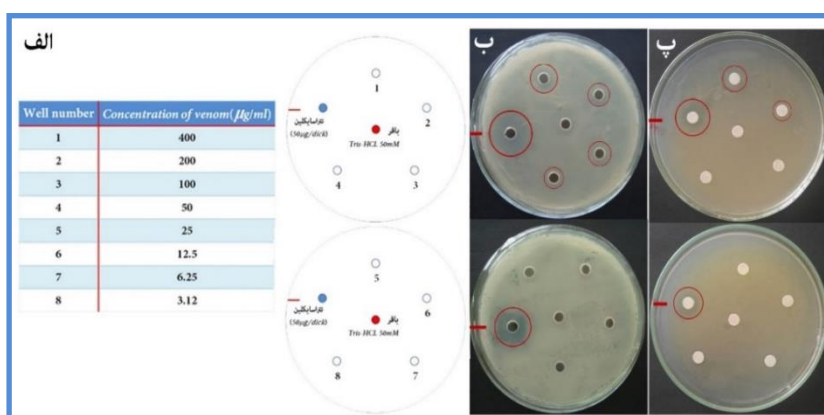 الف
ب
پ
Well number Concentration of venom(µg/ml)
1 400
2 200
3 100
4 50
5 25
6 12.5
7 6.25
8 3.12
1
2
تتراسایکلین
(30µg/disk)
بافر
Tris-HCL 50mM
4
3
5
6
تتراسایکلین
(30µg/disk)
بافر
Tris-HCL 50mM
8
7